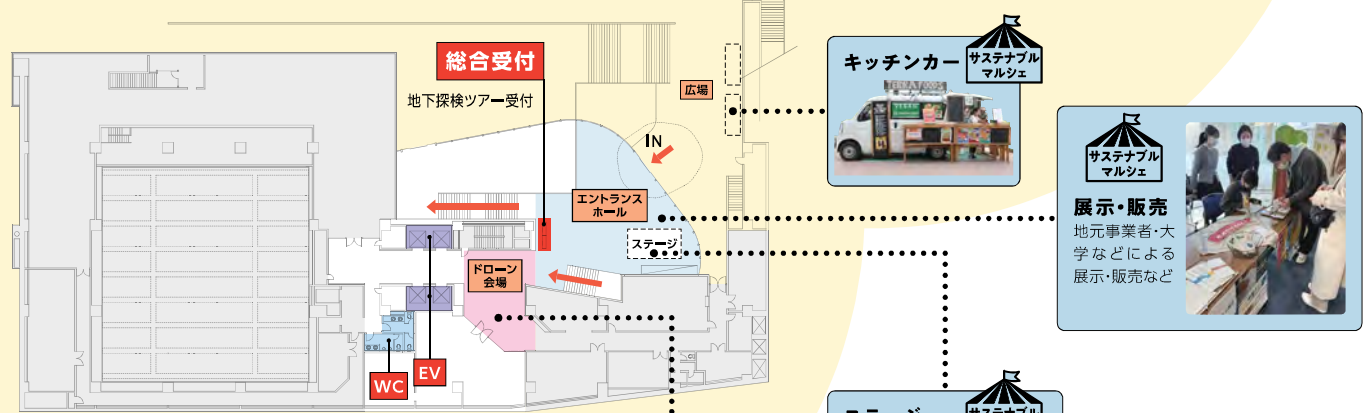 総合受付
地下探検ツアー受付
広場
IN
エントランス
ホール
ステージ
ドローン
会場
WC
EV
キッチンカー
サステナブル
マルシェ
サステナブル
マルシェ
展示・販売
地元事業者・大
学などによる
展示・販売など